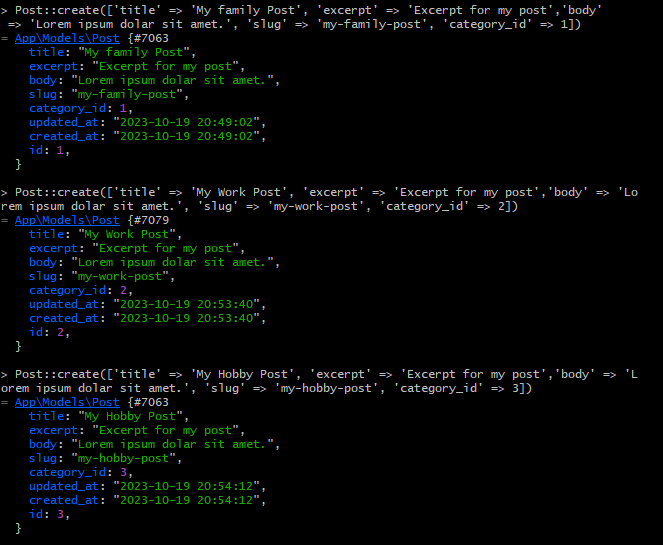 > Post::create(['title' => 'My family Post', 'excerpt' => 'Excerpt for my post','body'
 => 'Lorem ipsum dolar sit amet.', 'slug' => 'my-family-post', 'category_id' => 1])
= App\Models\Post {#7063
    title: "My family Post",
    excerpt: "Excerpt for my post",
    body: "Lorem ipsum dolar sit amet.",
    slug: "my-family-post",
    category_id: 1,
    updated_at: "2023-10-19 20:49:02",
    created_at: "2023-10-19 20:49:02",
    id: 1,
  }
> Post::create(['title' => 'My Work Post', 'excerpt' => 'Excerpt for my post','body' => 'Lo
rem ipsum dolar sit amet.', 'slug' => 'my-work-post', 'category_id' => 2])
= App\Models\Post {#7079
    title: "My Work Post",
    excerpt: "Excerpt for my post",
    body: "Lorem ipsum dolar sit amet.",
    slug: "my-work-post",
    category_id: 2,
    updated_at: "2023-10-19 20:53:40",
    created_at: "2023-10-19 20:53:40",
    id: 2,
  }
> Post::create(['title' => 'My Hobby Post', 'excerpt' => 'Excerpt for my post','body' => 'L
orem ipsum dolar sit amet.', 'slug' => 'my-hobby-post', 'category_id' => 3])
= App\Models\Post {#7063
    title: "My Hobby Post",
    excerpt: "Excerpt for my post",
    body: "Lorem ipsum dolar sit amet.",
    slug: "my-hobby-post",
    category_id: 3,
    updated_at: "2023-10-19 20:54:12",
    created_at: "2023-10-19 20:54:12",
    id: 3,
  }